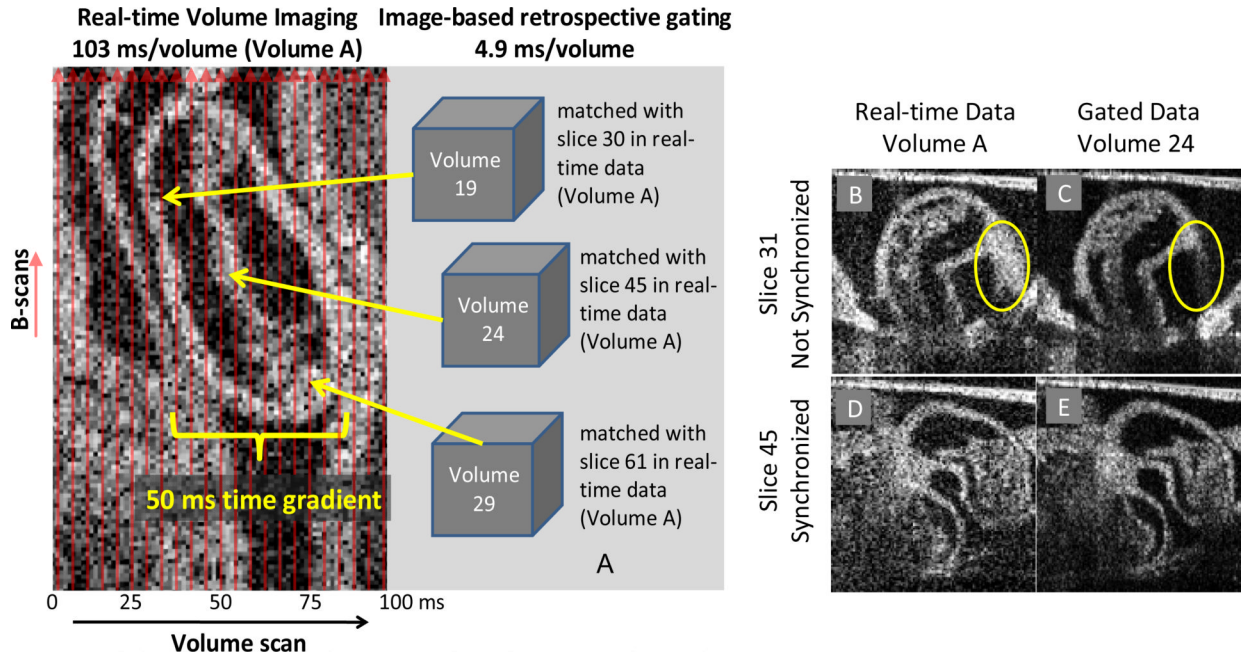 Real-time Volume Imaging
103 ms/volume (Volume A)
Image-based retrospective gating
4.9 ms/volume
B-scans
Volume
19
matched with
slice 30 in real-
time data
(Volume A)
Volume
24
matched with
slice 45 in real-
time data
(Volume A)
Volume
29
matched with
slice 61 in real-
time data
(Volume A)
50 ms time gradient
A
0
25
50
75
100 ms
Volume scan
Real-time Data
Volume A
Gated Data
Volume 24
Slice 31
Not Synchronized
B
C
Slice 45
Synchronized
D
E